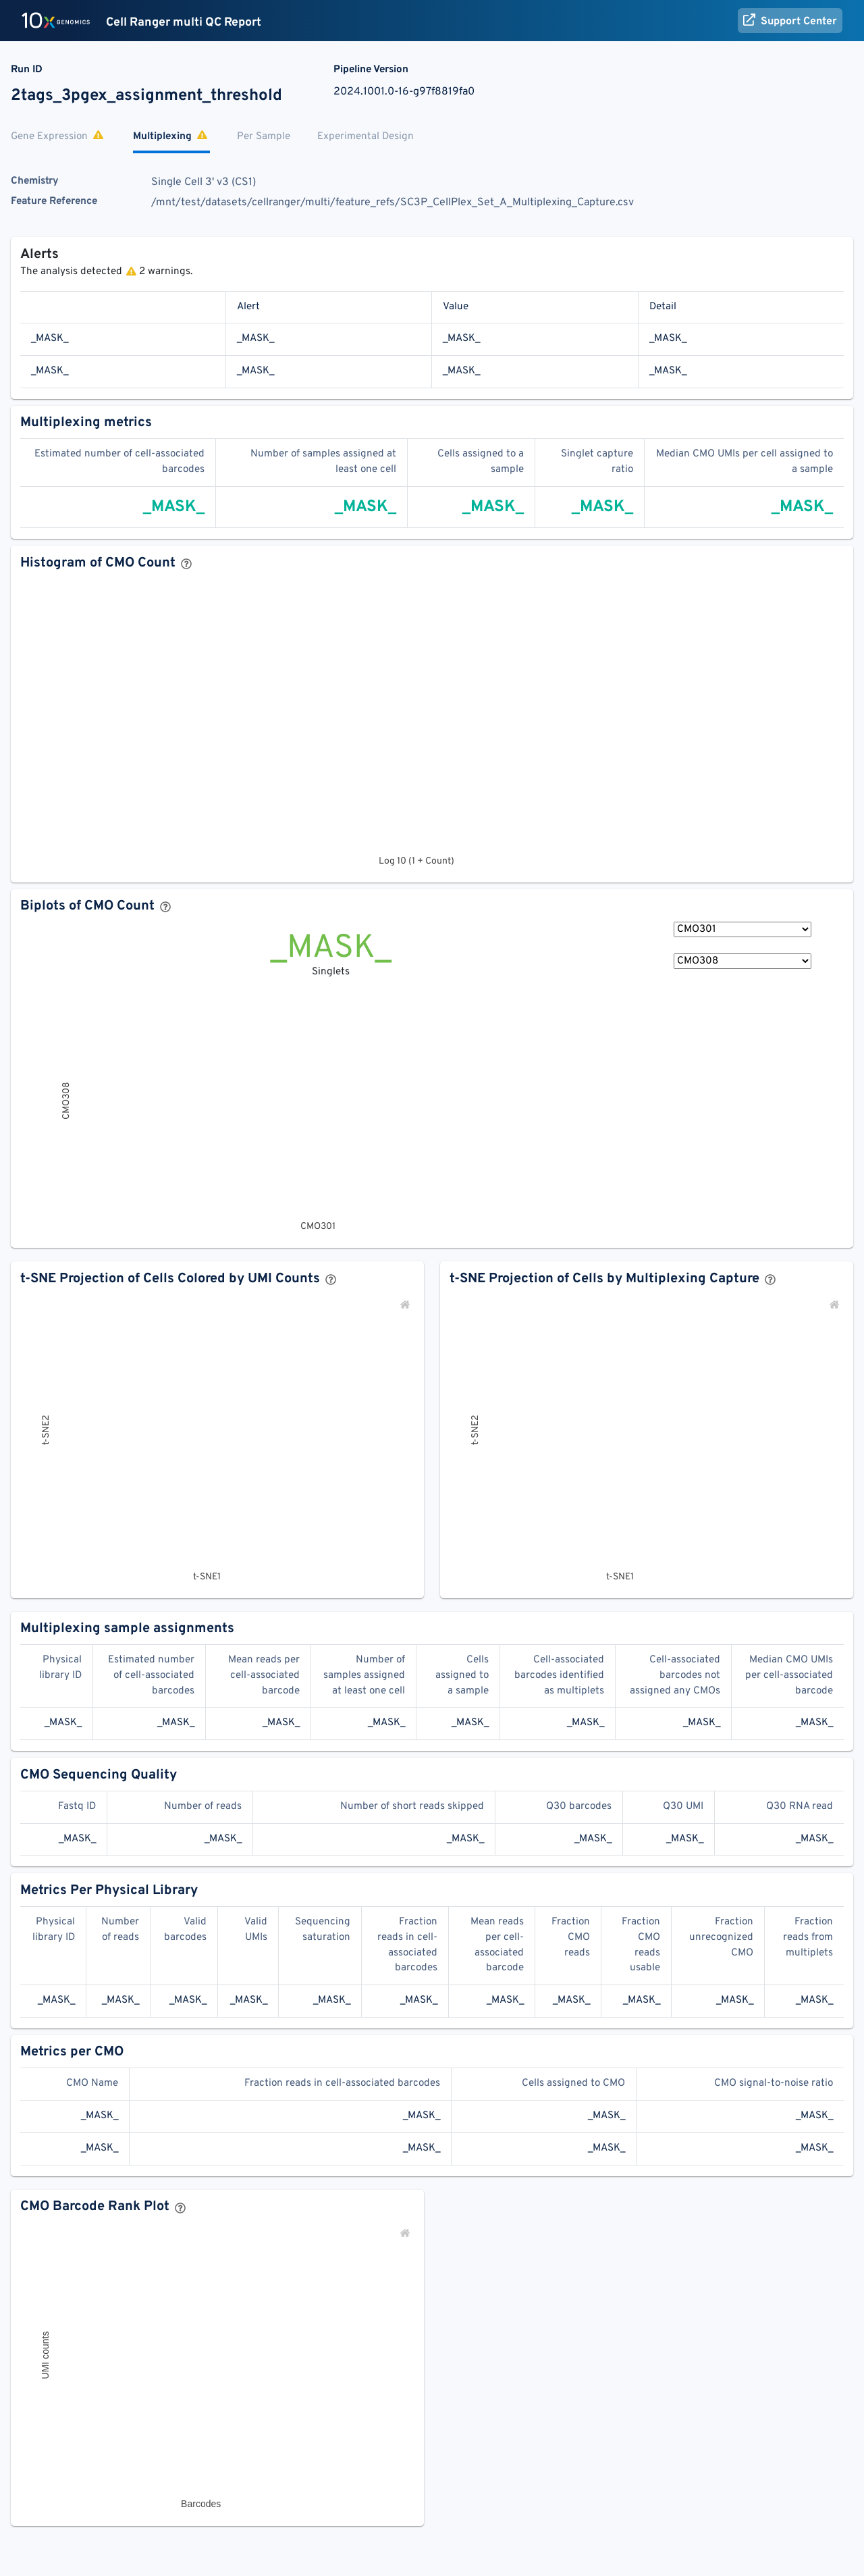 10x GENOMICS Cell Ranger multi QC Report Support Center
Run ID Pipeline Version
2tags_3pgex_assignment_threshold 2024.1001.0-16-g97f8819fa0
Gene Expression Multiplexing Per Sample Experimental Design
Chemistry Single Cell 3' v3 (CS1)
Feature Reference /mnt/test/datasets/cellranger/multi/feature_refs/SC3P_CellPlex_Set_A_Multiplexing_Capture.csv
Alerts
The analysis detected 2 warnings.
Alert Value Detail
_MASK_ _MASK_ _MASK_ _MASK_
_MASK_ _MASK_ _MASK_ _MASK_
Multiplexing metrics
Estimated number of cell-associated barcodes
Number of samples assigned at least one cell
Cells assigned to a sample
Singlet capture ratio
Median CMO UMIs per cell assigned to a sample
_MASK_ _MASK_ _MASK_ _MASK_ _MASK_
Histogram of CMO Count
Log 10 (1 + Count)
Biplots of CMO Count
_MASK_
Singlets
CMO301
CMO308
CMO308
CMO301
t-SNE Projection of Cells Colored by UMI Counts
t-SNE2
t-SNE1
t-SNE Projection of Cells by Multiplexing Capture
t-SNE2
t-SNE1
Multiplexing sample assignments
Physical library ID
Estimated number of cell-associated barcodes
Mean reads per cell-associated barcode
Number of samples assigned at least one cell
Cells assigned to a sample
Cell-associated barcodes identified as multiplets
Cell-associated barcodes not assigned any CMOs
Median CMO UMIs per cell-associated barcode
_MASK_ _MASK_ _MASK_ _MASK_ _MASK_ _MASK_ _MASK_ _MASK_
CMO Sequencing Quality
Fastq ID Number of reads Number of short reads skipped Q30 barcodes Q30 UMI Q30 RNA read
_MASK_ _MASK_ _MASK_ _MASK_ _MASK_ _MASK_
Metrics Per Physical Library
Physical library ID
Number of reads
Valid barcodes
Valid UMIs
Sequencing saturation
Fraction reads in cell-associated barcodes
Mean reads per cell-associated barcode
Fraction CMO reads
Fraction CMO reads usable
Fraction unrecognized CMO
Fraction reads from multiplets
_MASK_ _MASK_ _MASK_ _MASK_ _MASK_ _MASK_ _MASK_ _MASK_ _MASK_ _MASK_ _MASK_
Metrics per CMO
CMO Name Fraction reads in cell-associated barcodes Cells assigned to CMO CMO signal-to-noise ratio
_MASK_ _MASK_ _MASK_ _MASK_
_MASK_ _MASK_ _MASK_ _MASK_
CMO Barcode Rank Plot
UMI counts
Barcodes